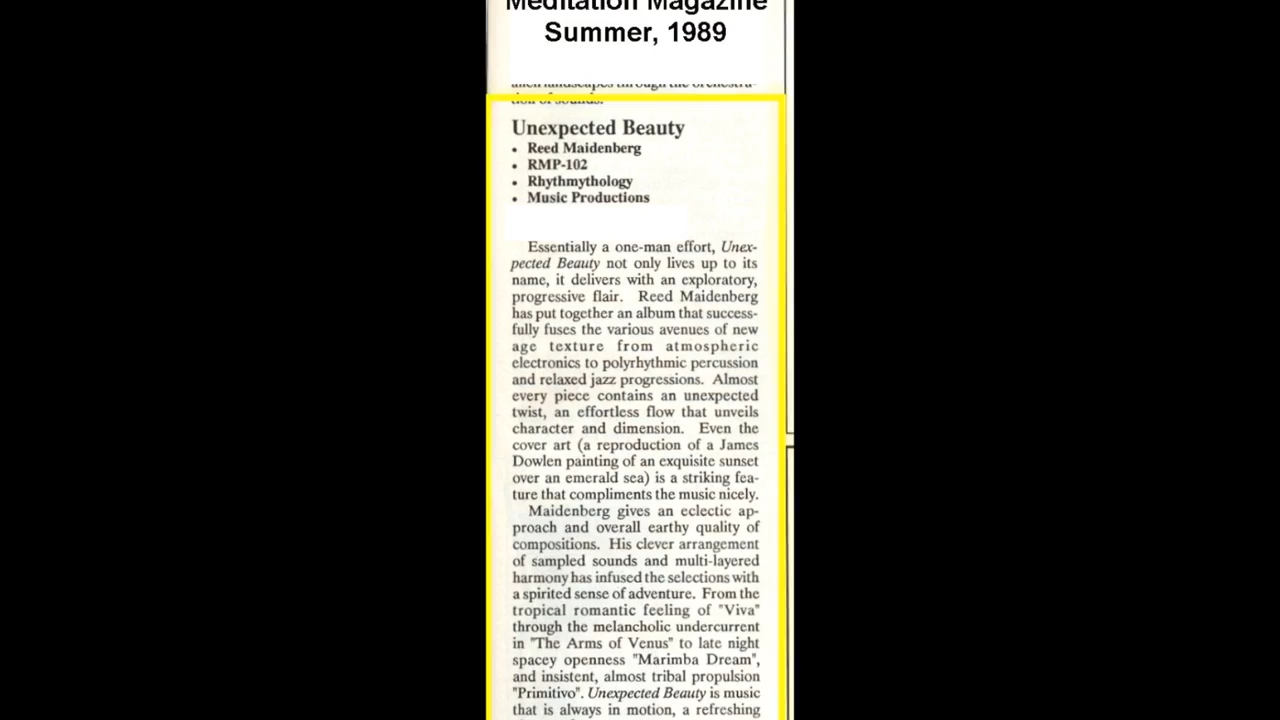 Meditation Magazine
Summer, 1989
alien landscapes through the orchestra-
tion of sounds.
Unexpected Beauty
• Reed Maidenberg
• RMP-102
• Rhythmythology
• Music Productions
Essentially a one-man effort, Unex-
pected Beauty not only lives up to its
name, it delivers with an exploratory,
progressive flair. Reed Maidenberg
has put together an album that success-
fully fuses the various avenues of new
age texture from atmospheric
electronics to polyrhythmic percussion
and relaxed jazz progressions. Almost
every piece contains an unexpected
twist, an effortless flow that unveils
character and dimension. Even the
cover art (a reproduction of a James
Dowlen painting of an exquisite sunset
over an emerald sea) is a striking fea-
ture that compliments the music nicely.
Maidenberg gives an eclectic ap-
proach and overall earthy quality of
compositions. His clever arrangement
of sampled sounds and multi-layered
harmony has infused the selections with
a spirited sense of adventure. From the
tropical romantic feeling of "Viva"
through the melancholic undercurrent
in "The Arms of Venus" to late night
spacey openness "Marimba Dream",
and insistent, almost tribal propulsion
"Primitivo". Unexpected Beauty is music
that is always in motion, a refreshing